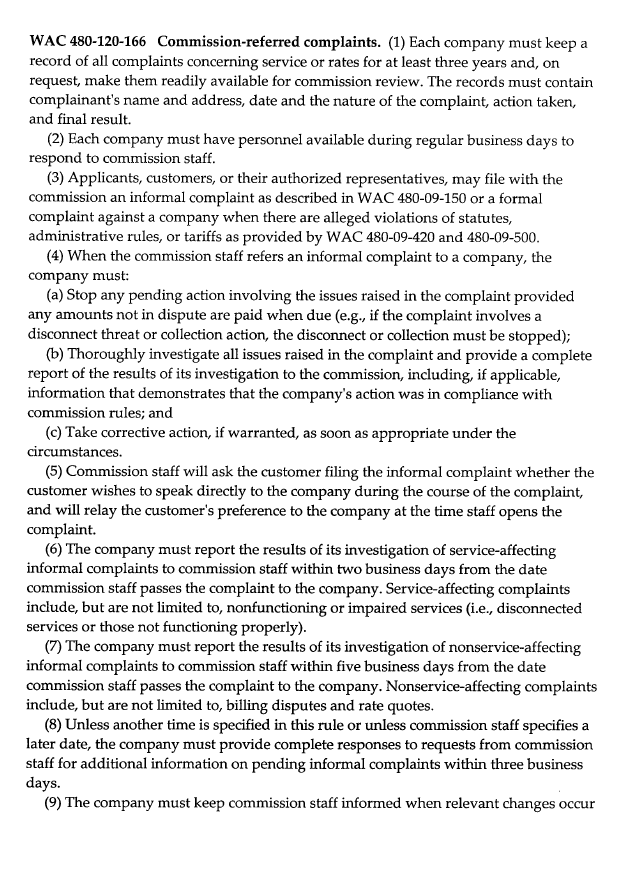 WAC 480-120-166 Commission-referred complaints. (1) Each company must keep a
record of all complaints concerning service or rates for at least three years and, on
request, make them readily available for commission review. The records must contain
complainant's name and address, date and the nature of the complaint, action taken,
and final result.
(2) Each company must have personnel available during regular business days to
respond to commission staff.
(3) Applicants, customers, or their authorized representatives, may file with the
commission an informal complaint as described in WAC 480-09-150 or a formal
complaint against a company when there are alleged violations of statutes,
administrative rules, or tariffs as provided by WAC 480-09-420 and 480-09-500.
(4) When the commission staff refers an informal complaint to a company, the
company must:
(a) Stop any pending action involving the issues raised in the complaint provided
any amounts not in dispute are paid when due (e.g., if the complaint involves a
disconnect threat or collection action, the disconnect or collection must be stopped);
(b) Thoroughly investigate all issues raised in the complaint and provide a complete
report of the results of its investigation to the commission, including, if applicable,
information that demonstrates that the company's action was in compliance with
commission rules; and
(c) Take corrective action, if warranted, as soon as appropriate under the
circumstances.
(5) Commission staff will ask the customer filing the informal complaint whether the
customer wishes to speak directly to the company during the course of the complaint,
and will relay the customer's preference to the company at the time staff opens the
complaint.
(6) The company must report the results of its investigation of service-affecting
informal complaints to commission staff within two business days from the date
commission staff passes the complaint to the company. Service-affecting complaints
include, but are not limited to, nonfunctioning or impaired services (i.e., disconnected
services or those not functioning properly).
(7) The company must report the results of its investigation of nonservice-affecting
informal complaints to commission staff within five business days from the date
commission staff passes the complaint to the company. Nonservice-affecting complaints
include, but are not limited to, billing disputes and rate quotes.
(8) Unless another time is specified in this rule or unless commission staff specifies a
later date, the company must provide complete responses to requests from commission
staff for additional information on pending informal complaints within three business
days.
(9) The company must keep commission staff informed when relevant changes occur